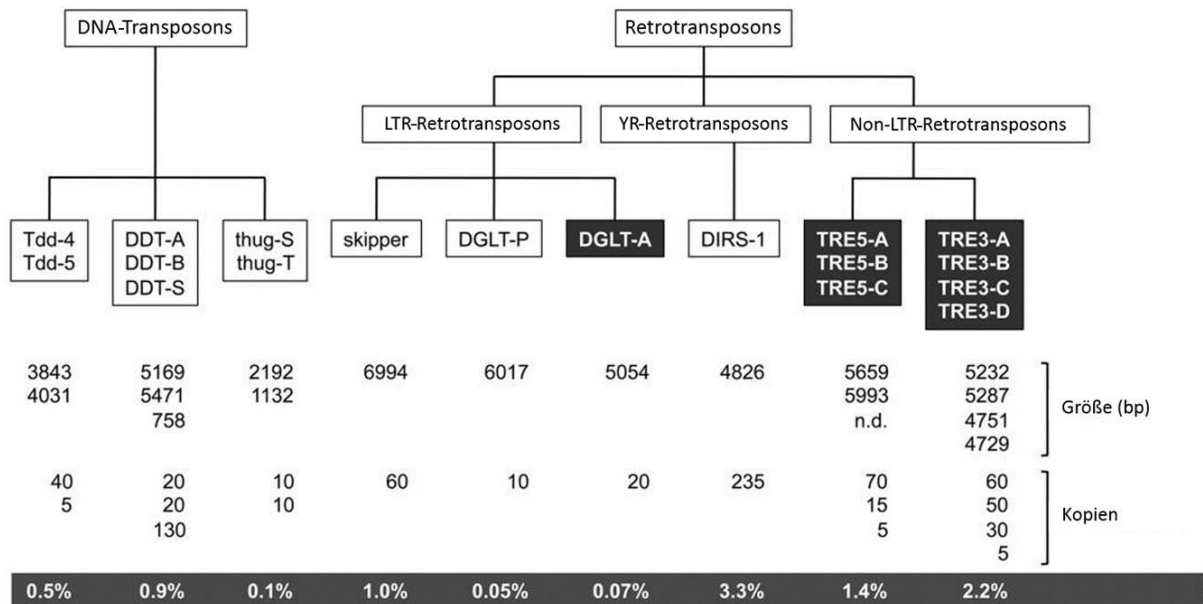 DNA-Transposons Retrotransposons
LTR-Retrotransposons YR-Retrotransposons Non-LTR-Retrotransposons
Tdd-4 DDT-A thug-S skipper DGLT-P DGLT-A DIRS-1 TRE5-A TRE3-A
Tdd-5 DDT-B thug-T TRE5-B TRE3-B
DDT-S TRE5-C TRE3-C
TRE3-D
3843 5169 2192 6994 6017 5054 4826 5659 5232
4031 5471 1132 5993 5287
758 n.d. 4751
4729
Größe (bp)
40 20 10 60 10 20 235 70 60
5 20 10 15 50
130 5 30
5
Kopien
0.5% 0.9% 0.1% 1.0% 0.05% 0.07% 3.3% 1.4% 2.2%